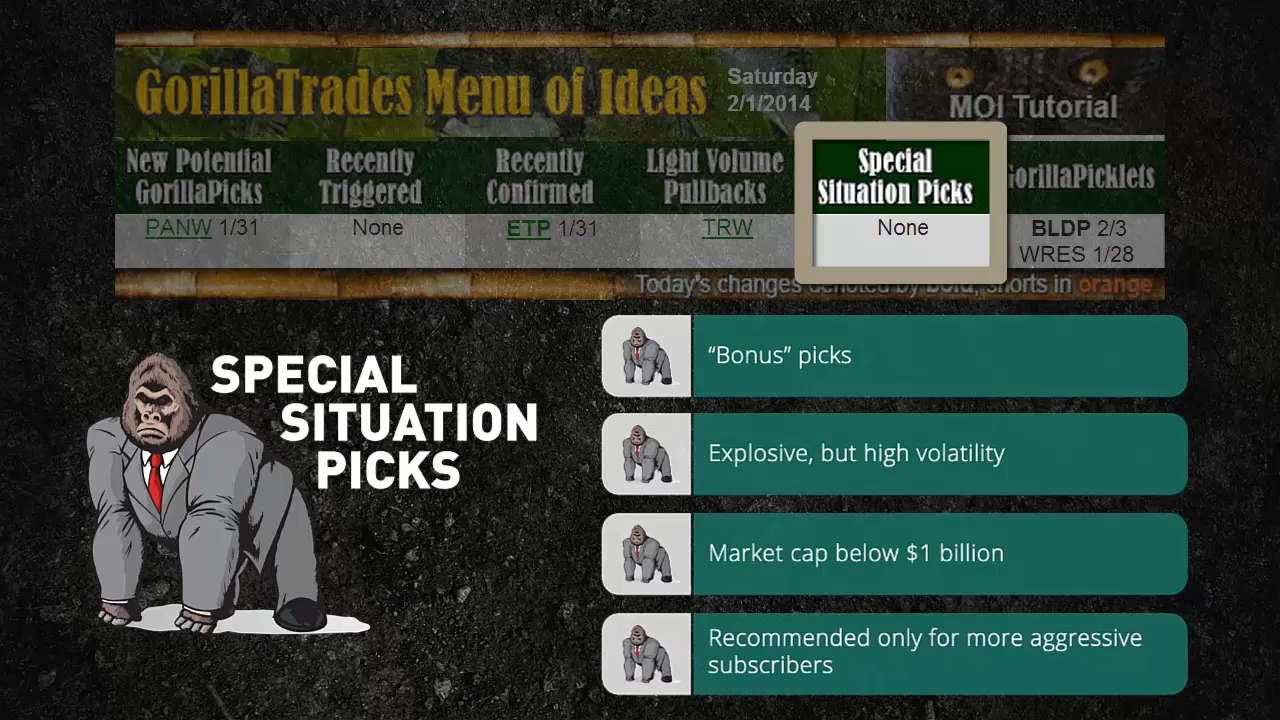 GorillaTrades Menu of Ideas
Saturday
2/1/2014
MOI Tutorial
New Potential
GorillaPicks
Recently
Triggered
Recently
Confirmed
Light Volume
Pullbacks
Special
Situation Picks
GorillaPicklets
PANW 1/31
None
ETP 1/31
TRW
None
BLDP 2/3
WRES 1/28
Today's changes denoted by bold, shorts in orange
SPECIAL
SITUATION
PICKS
“Bonus” picks
Explosive, but high volatility
Market cap below $1 billion
Recommended only for more aggressive
subscribers